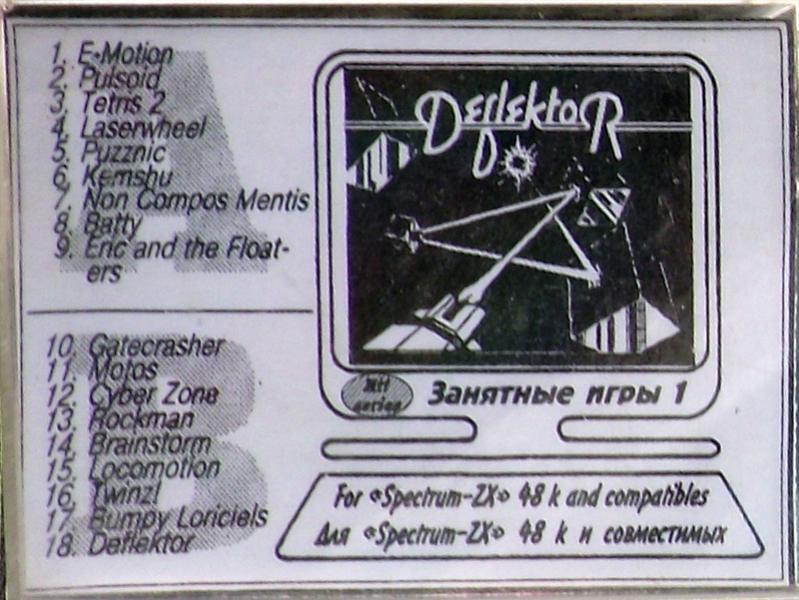 1. E-Motion
2. Pulsoid
3. Tetris 2
4. Laserwheel
5. Puzznic
6. Kemshu
7. Non Compos Mentis
8. Batty
9. Eric and the Float-
ers
A
10. Gatecrasher
11. Motos
12. Cyber Zone
13. Rockman
14. Brainstorm
15. Locomotion
16. Twinz!
17. Bumpy Loriciels
18. Deflektor
B
DeflektoR
series
Занятные игры 1
For «Spectrum-ZX» 48 k and compatibles
Для «Spectrum-ZX» 48 k и совместимых